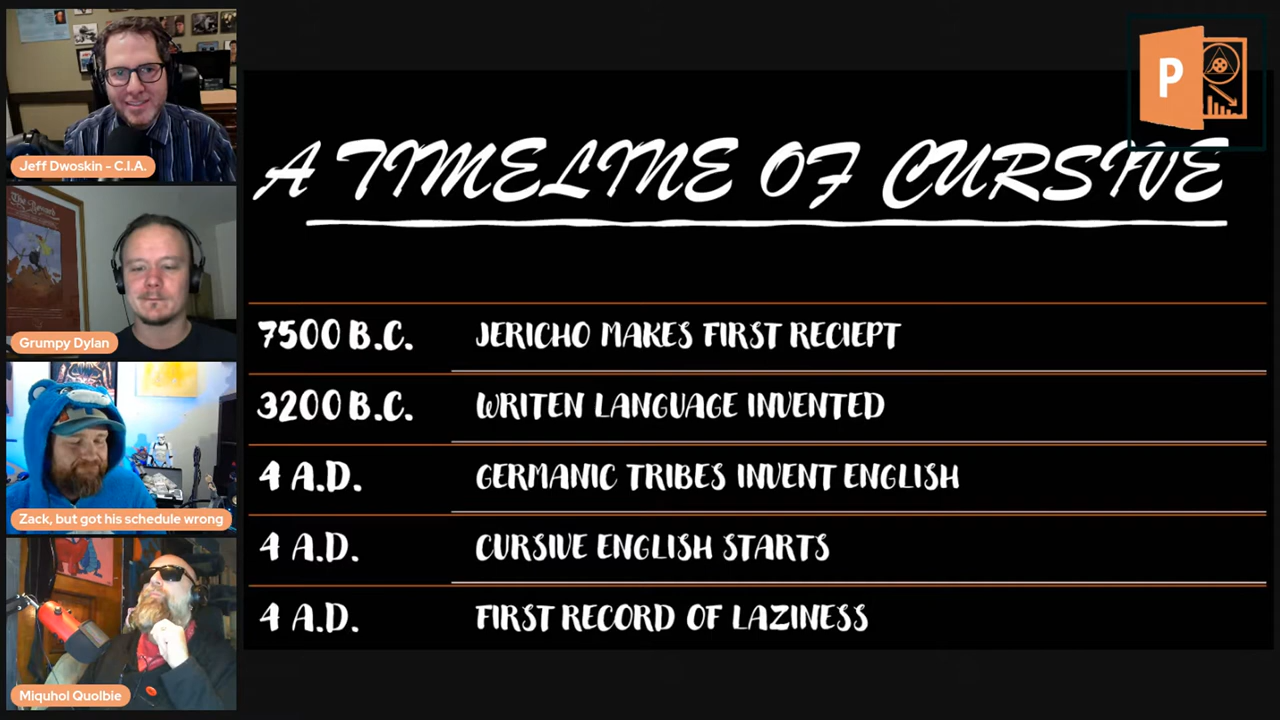 Jeff Dwoskin - C.I.A.
Grumpy Dylan
Zack, but got his schedule wrong
Miquhol Quolbie
P
A TIMELINE OF CURSIVE
7500 B.C. JERICHO MAKES FIRST RECIEPT
3200 B.C. WRITEN LANGUAGE INVENTED
4 A.D. GERMANIC TRIBES INVENT ENGLISH
4 A.D. CURSIVE ENGLISH STARTS
4 A.D. FIRST RECORD OF LAZINESS